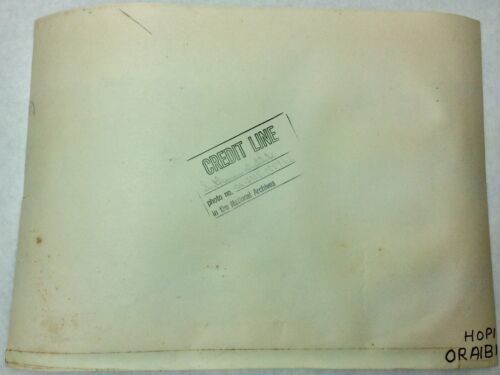 CREDIT LINE
photo no.
in the National Archives
HOPI
ORAIBI